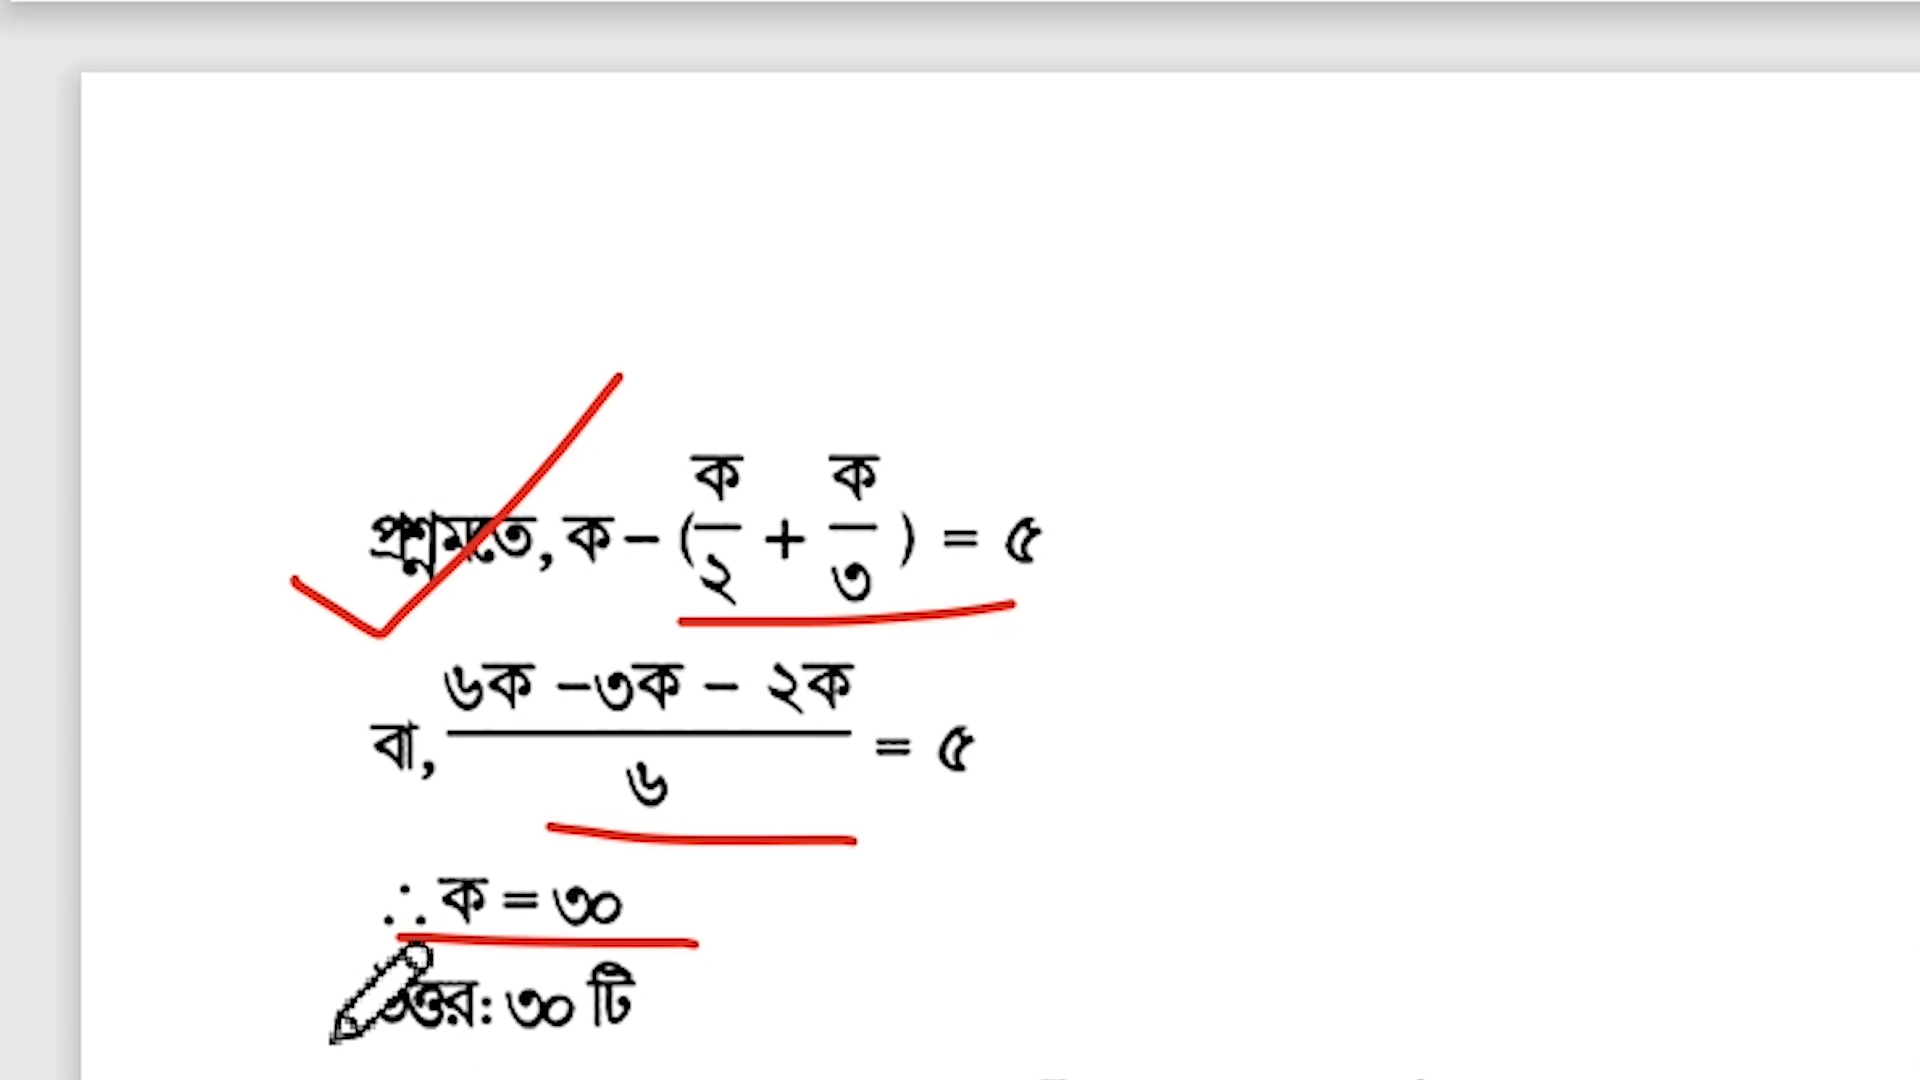 প্রশ্নমতে, ক – (ক/২ + ক/৩) = ৫
বা, (৬ক –৩ক – ২ক)/৬ = ৫
∴ ক = ৩০
উত্তর: ৩০ টি